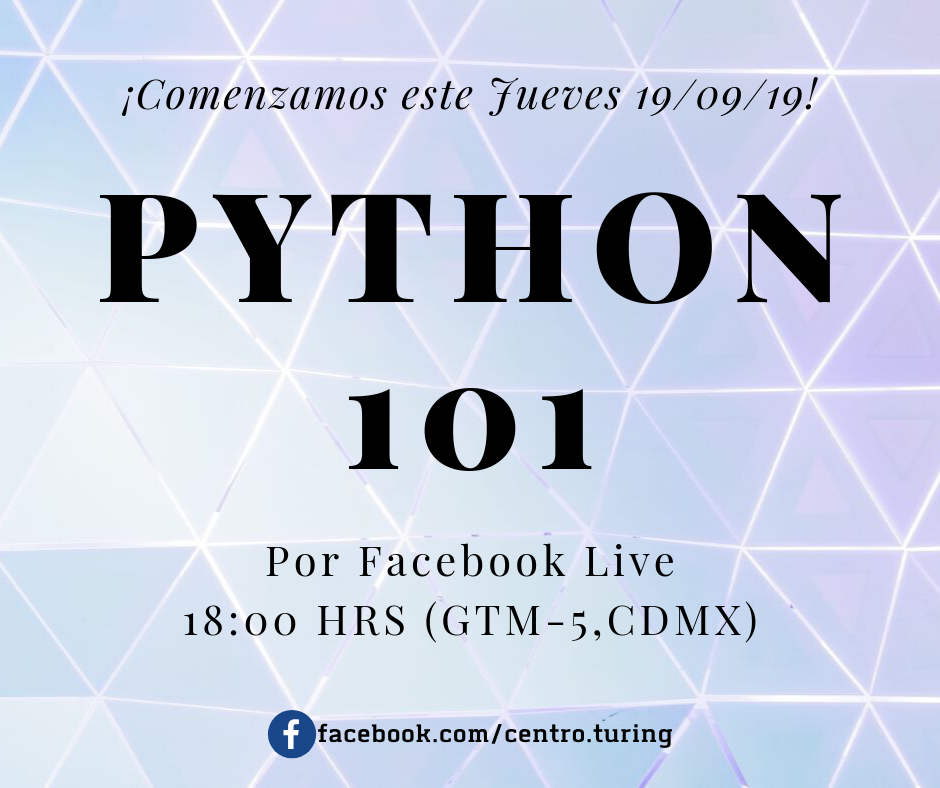 ¡Comenzamos este Jueves 19/09/19!
PYTHON
101
Por Facebook Live
18:00 HRS (GTM-5,CDMX)
facebook.com/centro.turing